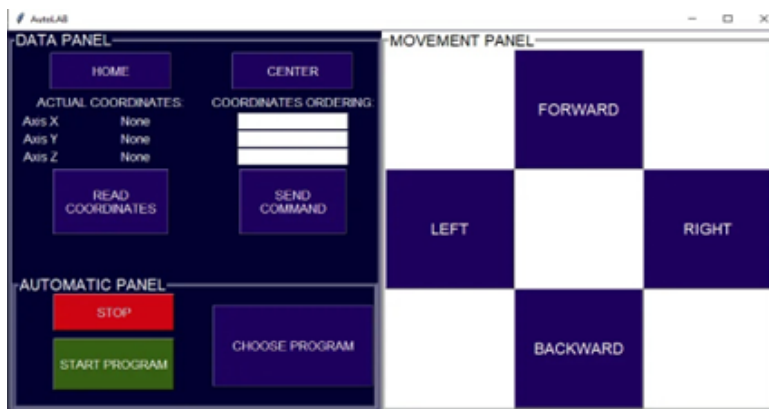 AutoLAB
DATA PANEL
HOME
CENTER
ACTUAL COORDINATES:
COORDINATES ORDERING:
Axis X None
Axis Y None
Axis Z None
READ
COORDINATES
SEND
COMMAND
AUTOMATIC PANEL
STOP
START PROGRAM
CHOOSE PROGRAM
MOVEMENT PANEL
FORWARD
LEFT
RIGHT
BACKWARD